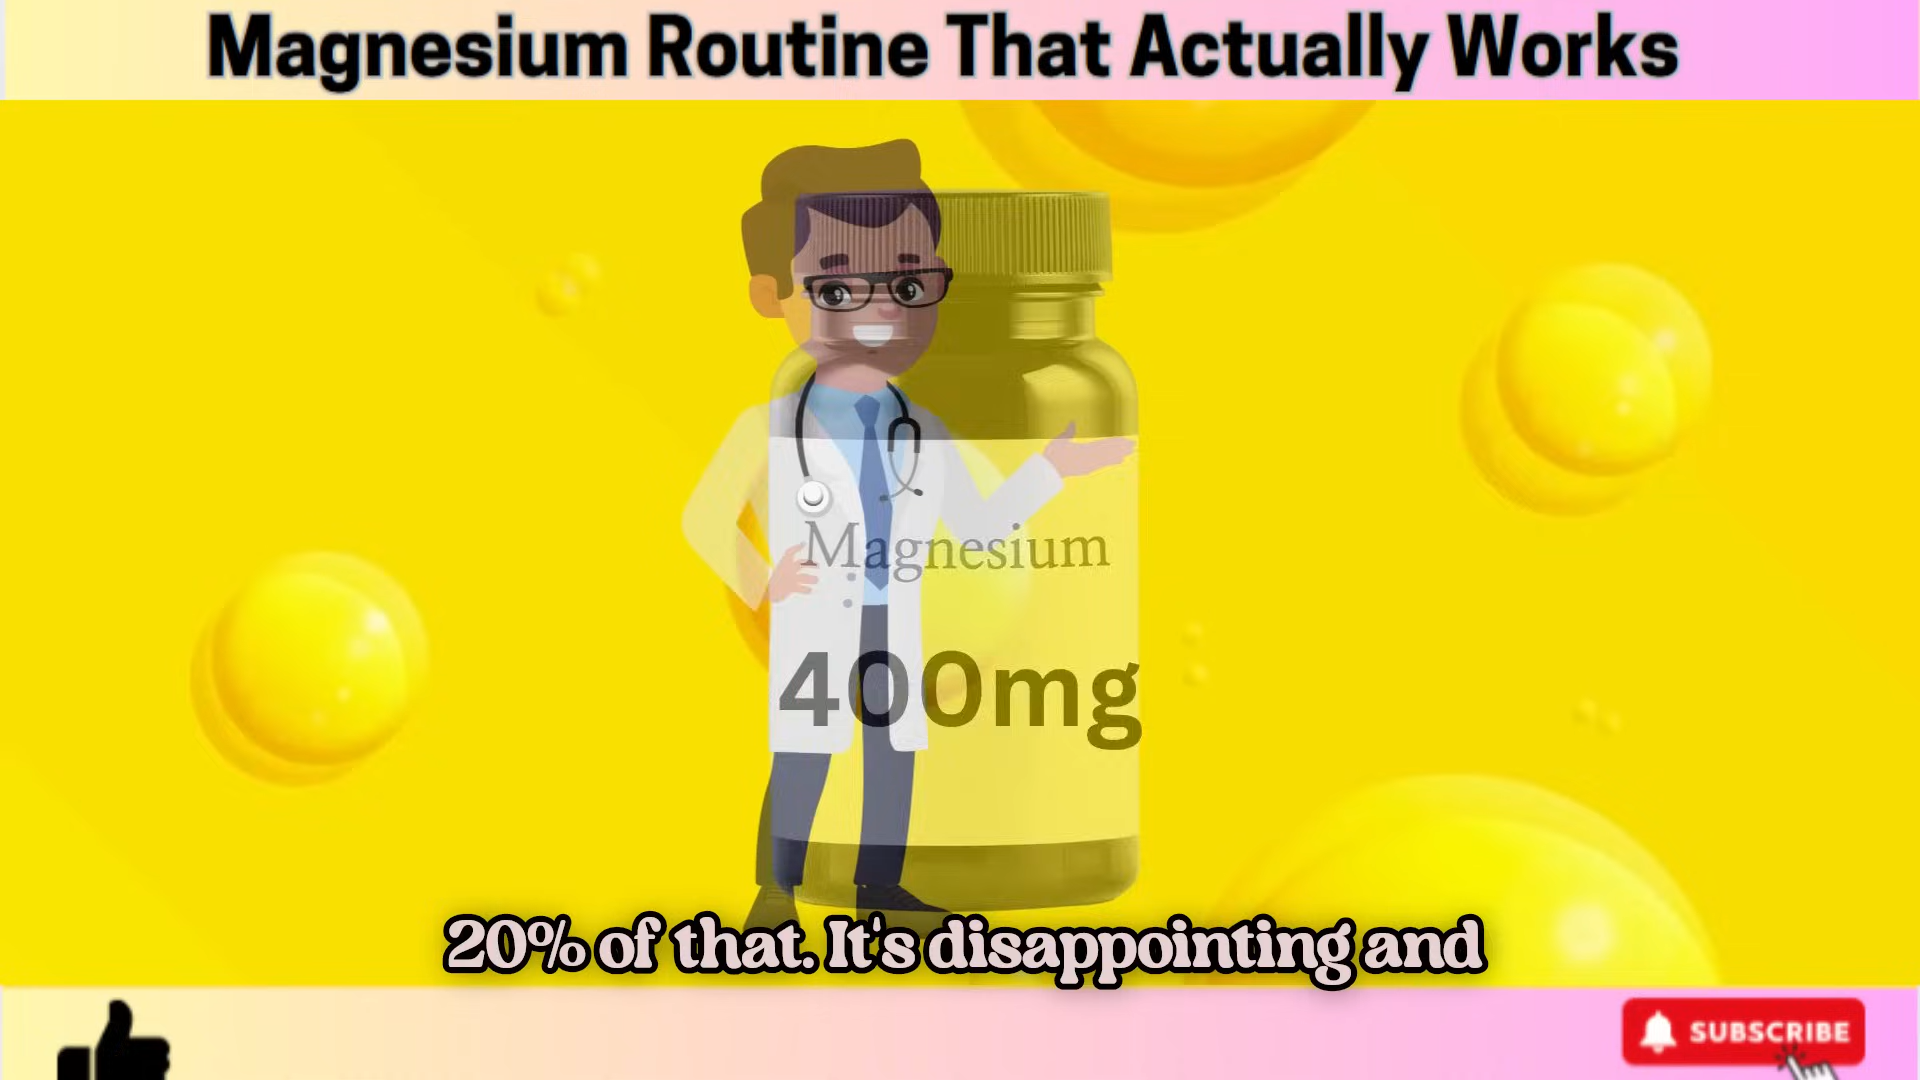 Magnesium Routine That Actually Works
Magnesium
400mg
20% of that. It's disappointing and
SUBSCRIBE